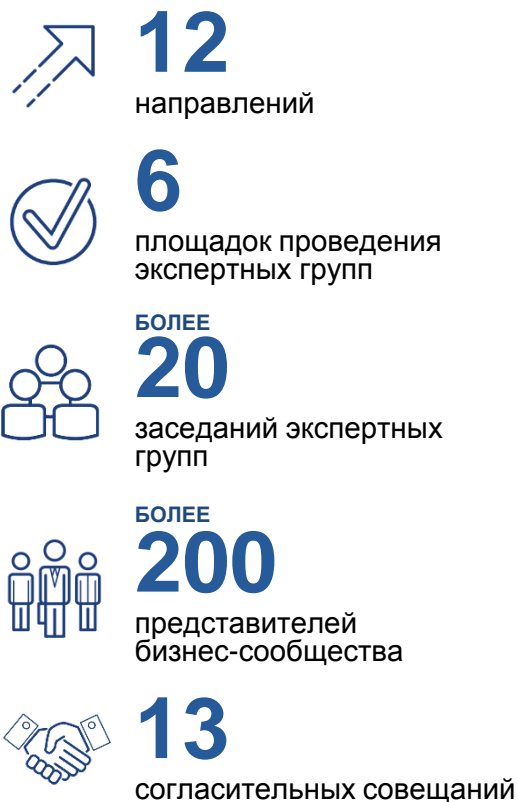 12
направлений
6
площадок проведения
экспертных групп
БОЛЕЕ
20
заседаний экспертных
групп
БОЛЕЕ
200
представителей
бизнес-сообщества
13
согласительных совещаний